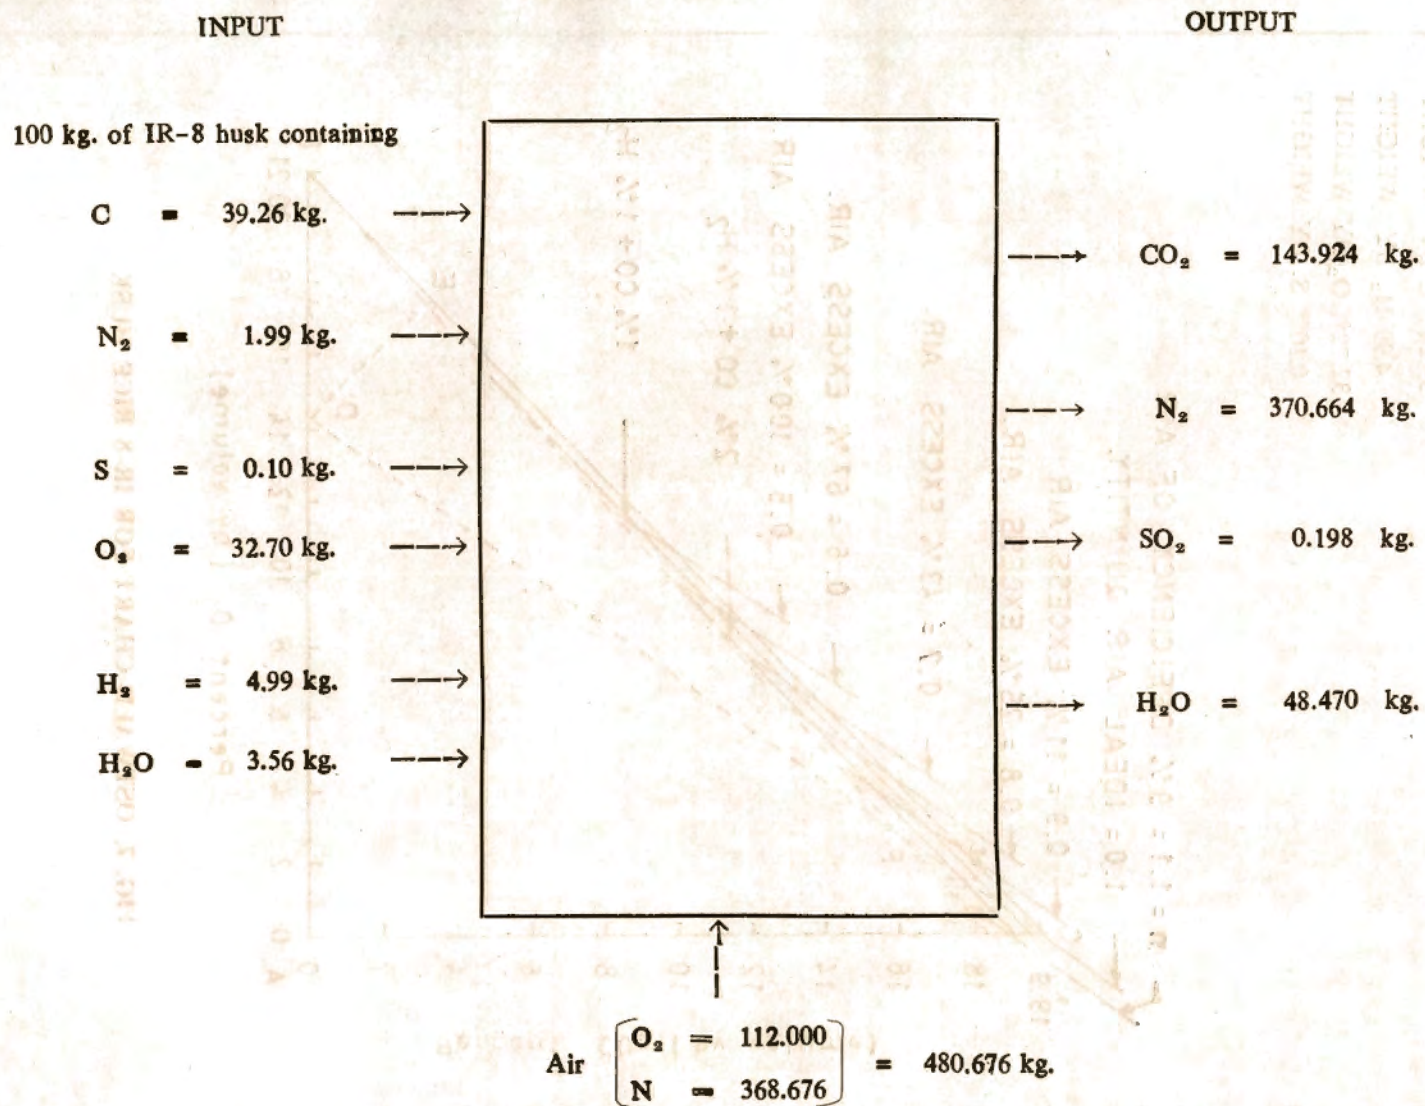 INPUT
OUTPUT
100 kg. of IR-8 husk containing
C = 39.26 kg.
N₂ = 1.99 kg.
S = 0.10 kg.
O₂ = 32.70 kg.
H₂ = 4.99 kg.
H₂O = 3.56 kg.
CO₂ = 143.924 kg.
N₂ = 370.664 kg.
SO₂ = 0.198 kg.
H₂O = 48.470 kg.
Air [O₂ = 112.000
N = 368.676] = 480.676 kg.